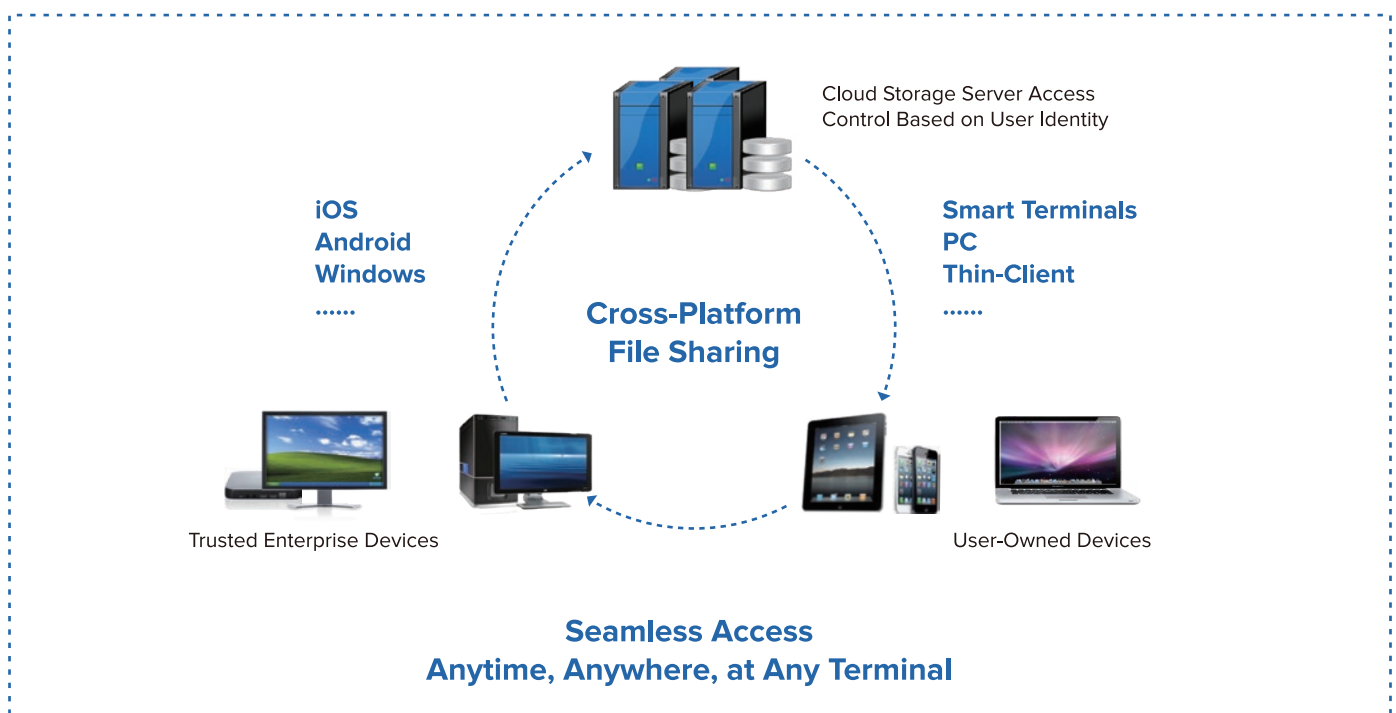 Cloud Storage Server Access
Control Based on User Identity
iOS
Android
Windows
......
Smart Terminals
PC
Thin-Client
......
Cross-Platform
File Sharing
Trusted Enterprise Devices
User-Owned Devices
Seamless Access
Anytime, Anywhere, at Any Terminal